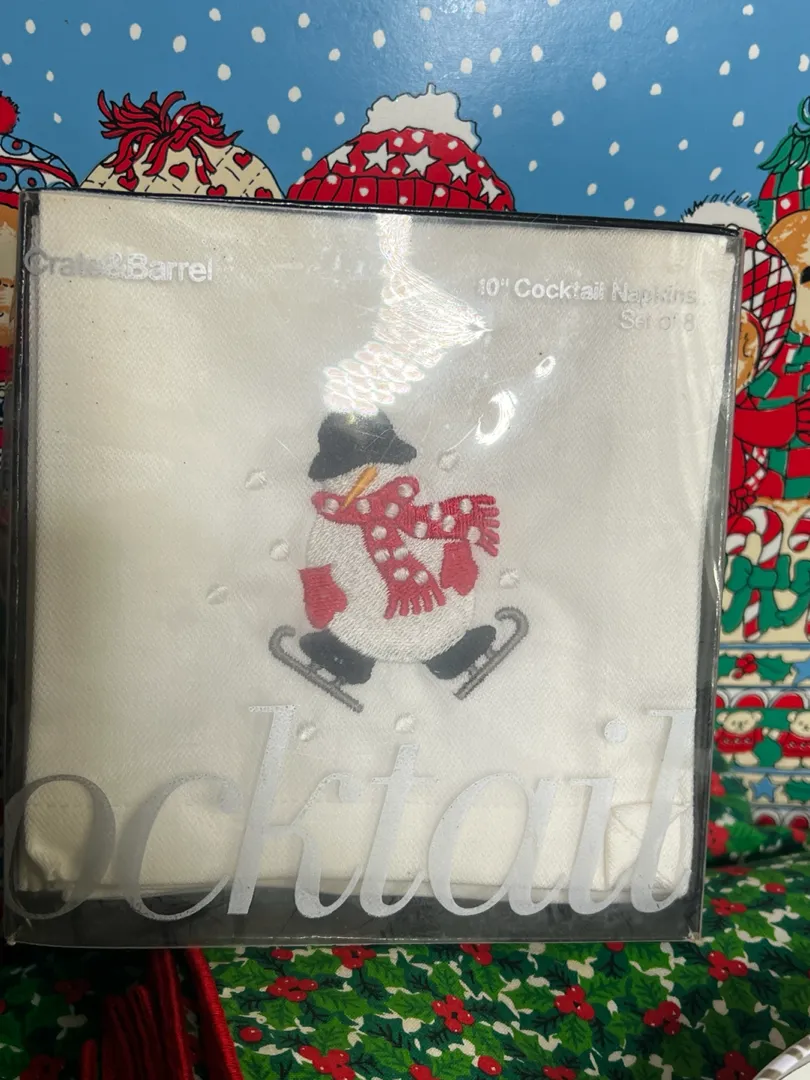 Crate&Barrel
10" Cocktail Napkins
Set of 8
ocktail